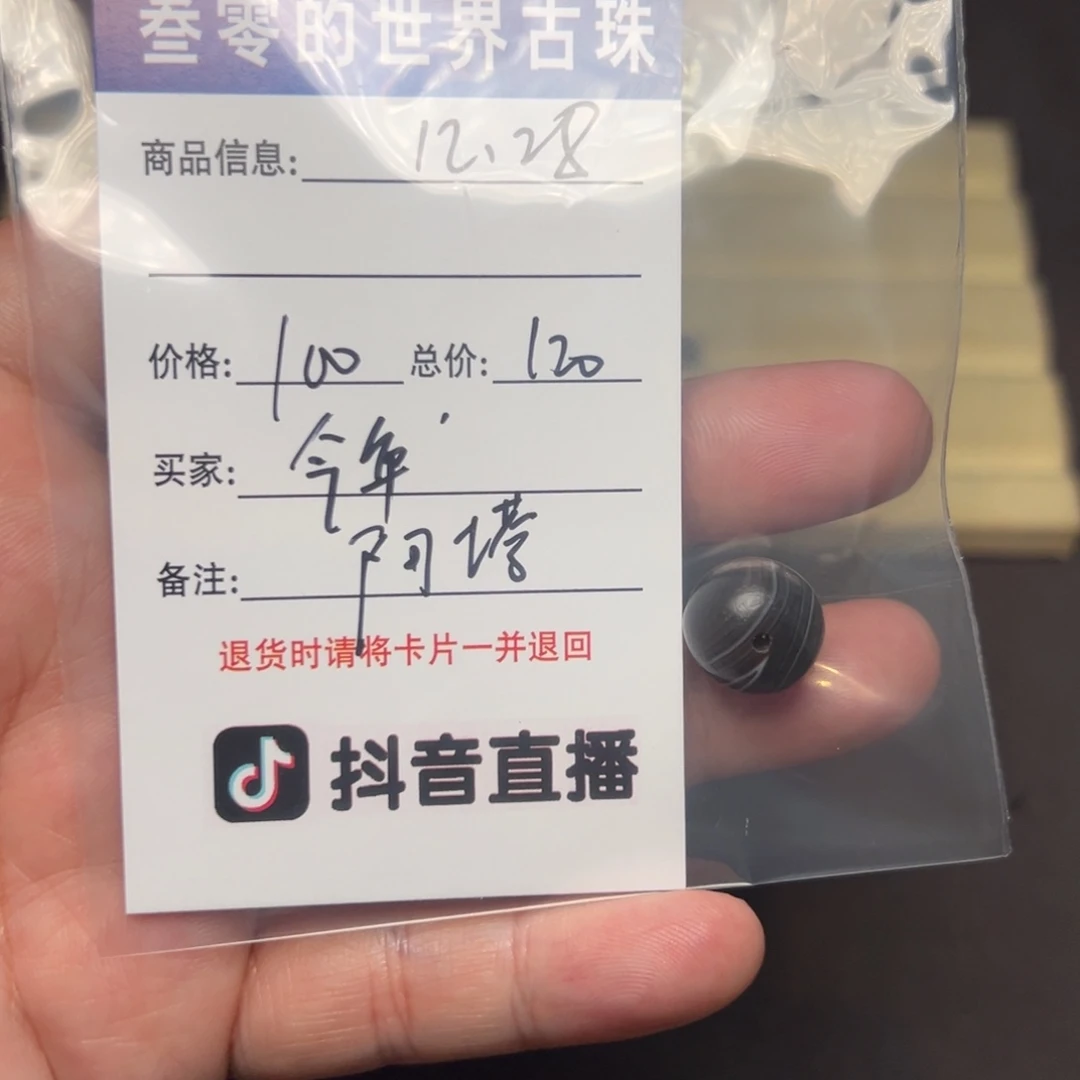 叁零的世界古珠
商品信息: 12.28
价格: 100 总价: 120
买家: 今年
备注: 阿塔
退货时请将卡片一并退回
抖音直播